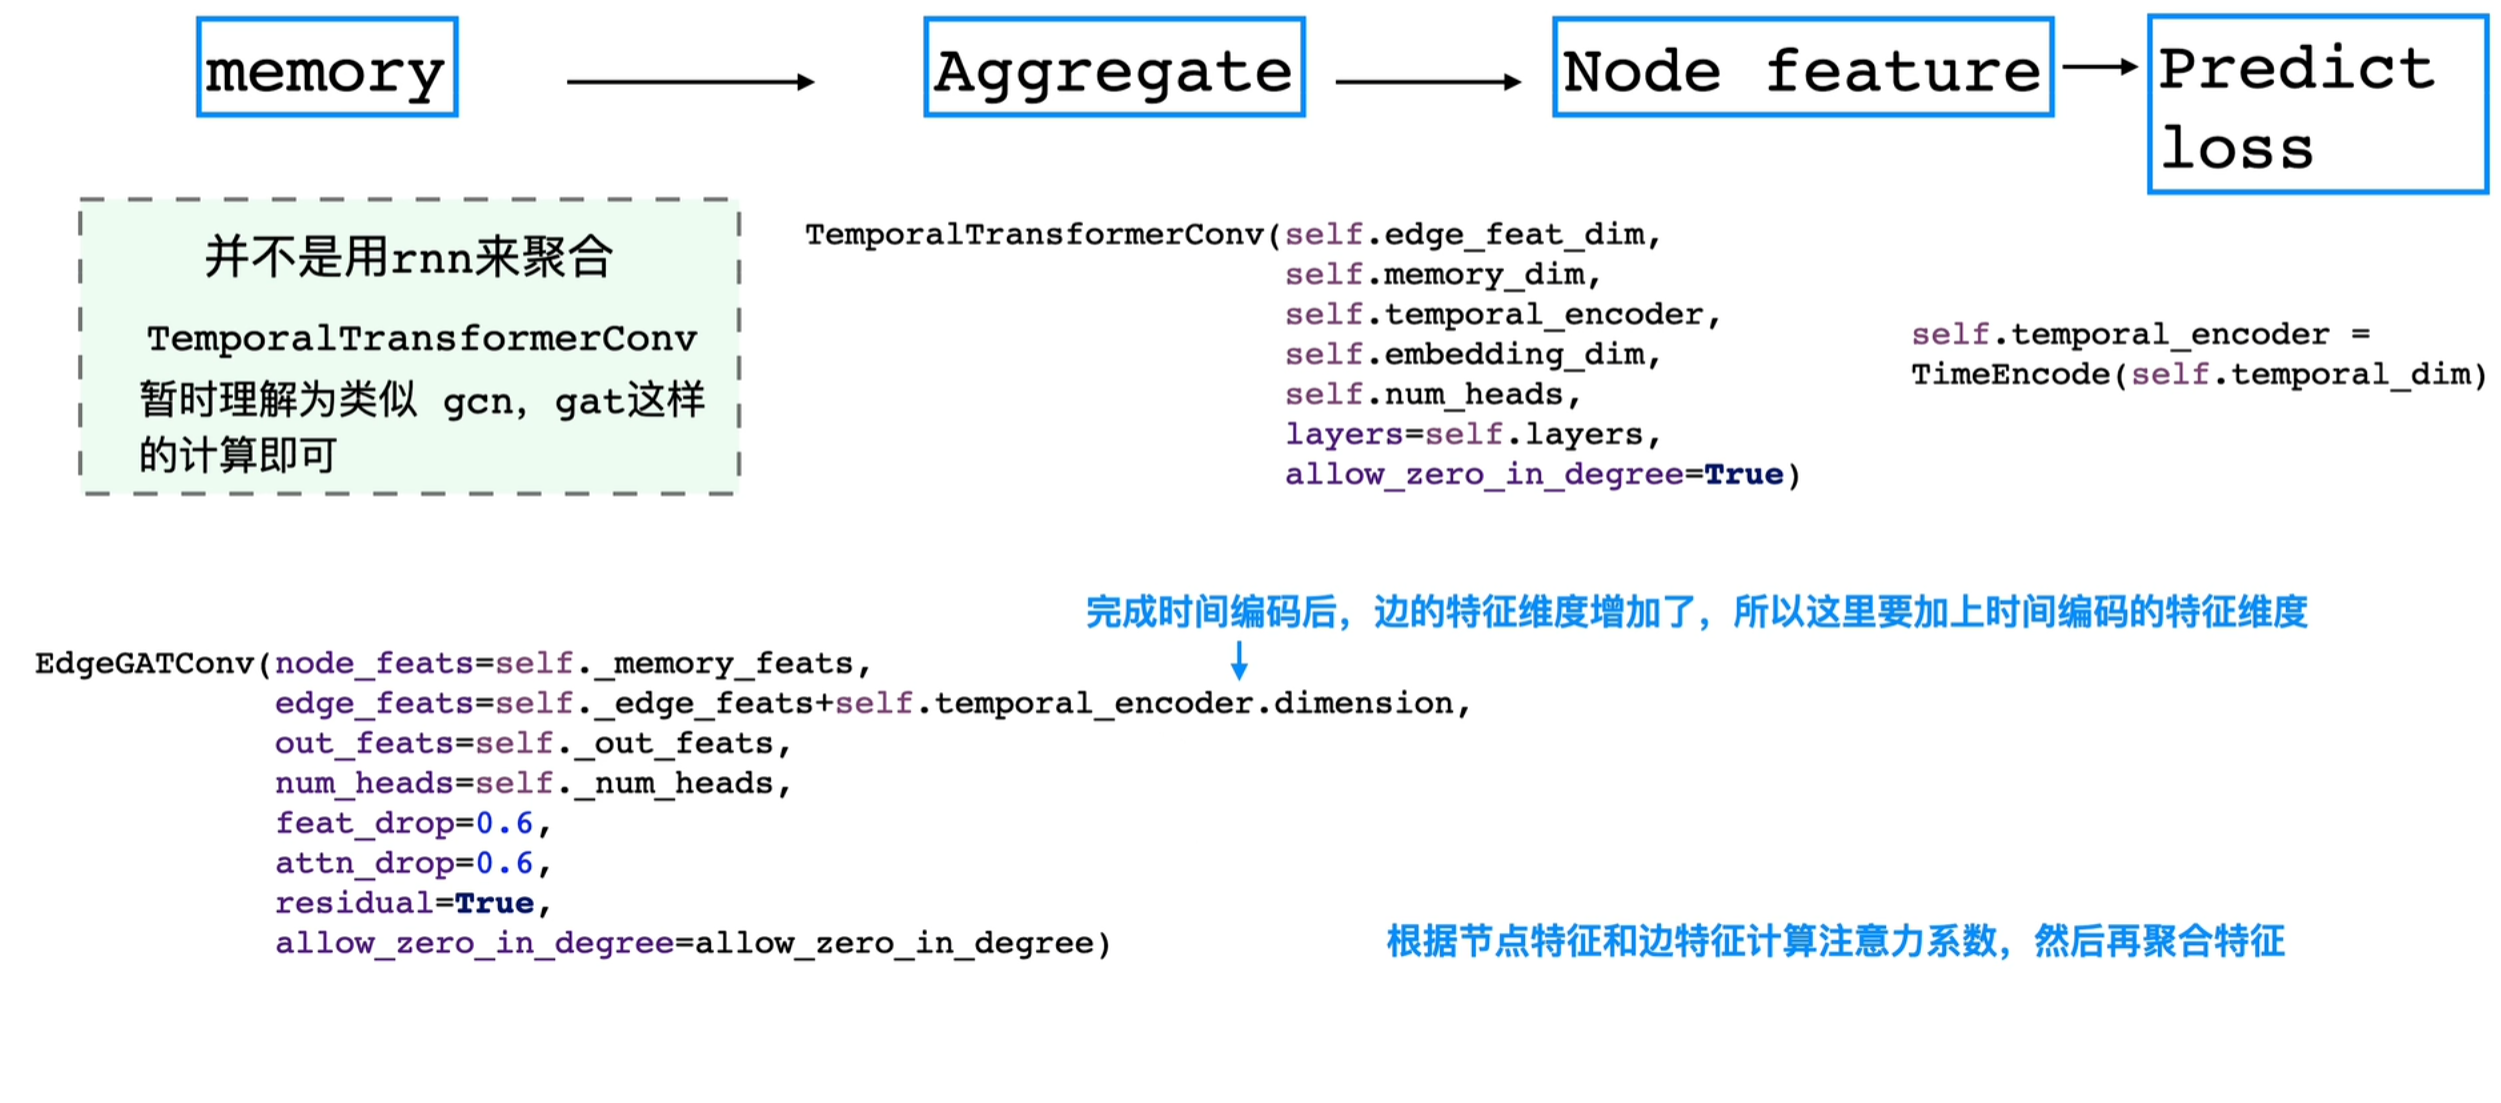 memory
Aggregate
Node feature
Predict
loss
并不是用rnn来聚合
TemporalTransformerConv
暂时理解为类似 gcn，gat这样
的计算即可
TemporalTransformerConv(self.edge_feat_dim,
self.memory_dim,
self.temporal_encoder,
self.embedding_dim,
self.num_heads,
layers=self.layers,
allow_zero_in_degree=True)
self.temporal_encoder =
TimeEncode(self.temporal_dim)
完成时间编码后，边的特征维度增加了，所以这里要加上时间编码的特征维度
EdgeGATConv(node_feats=self._memory_feats,
edge_feats=self._edge_feats+self.temporal_encoder.dimension,
out_feats=self._out_feats,
num_heads=self._num_heads,
feat_drop=0.6,
attn_drop=0.6,
residual=True,
allow_zero_in_degree=allow_zero_in_degree)
根据节点特征和边特征计算注意力系数，然后再聚合特征